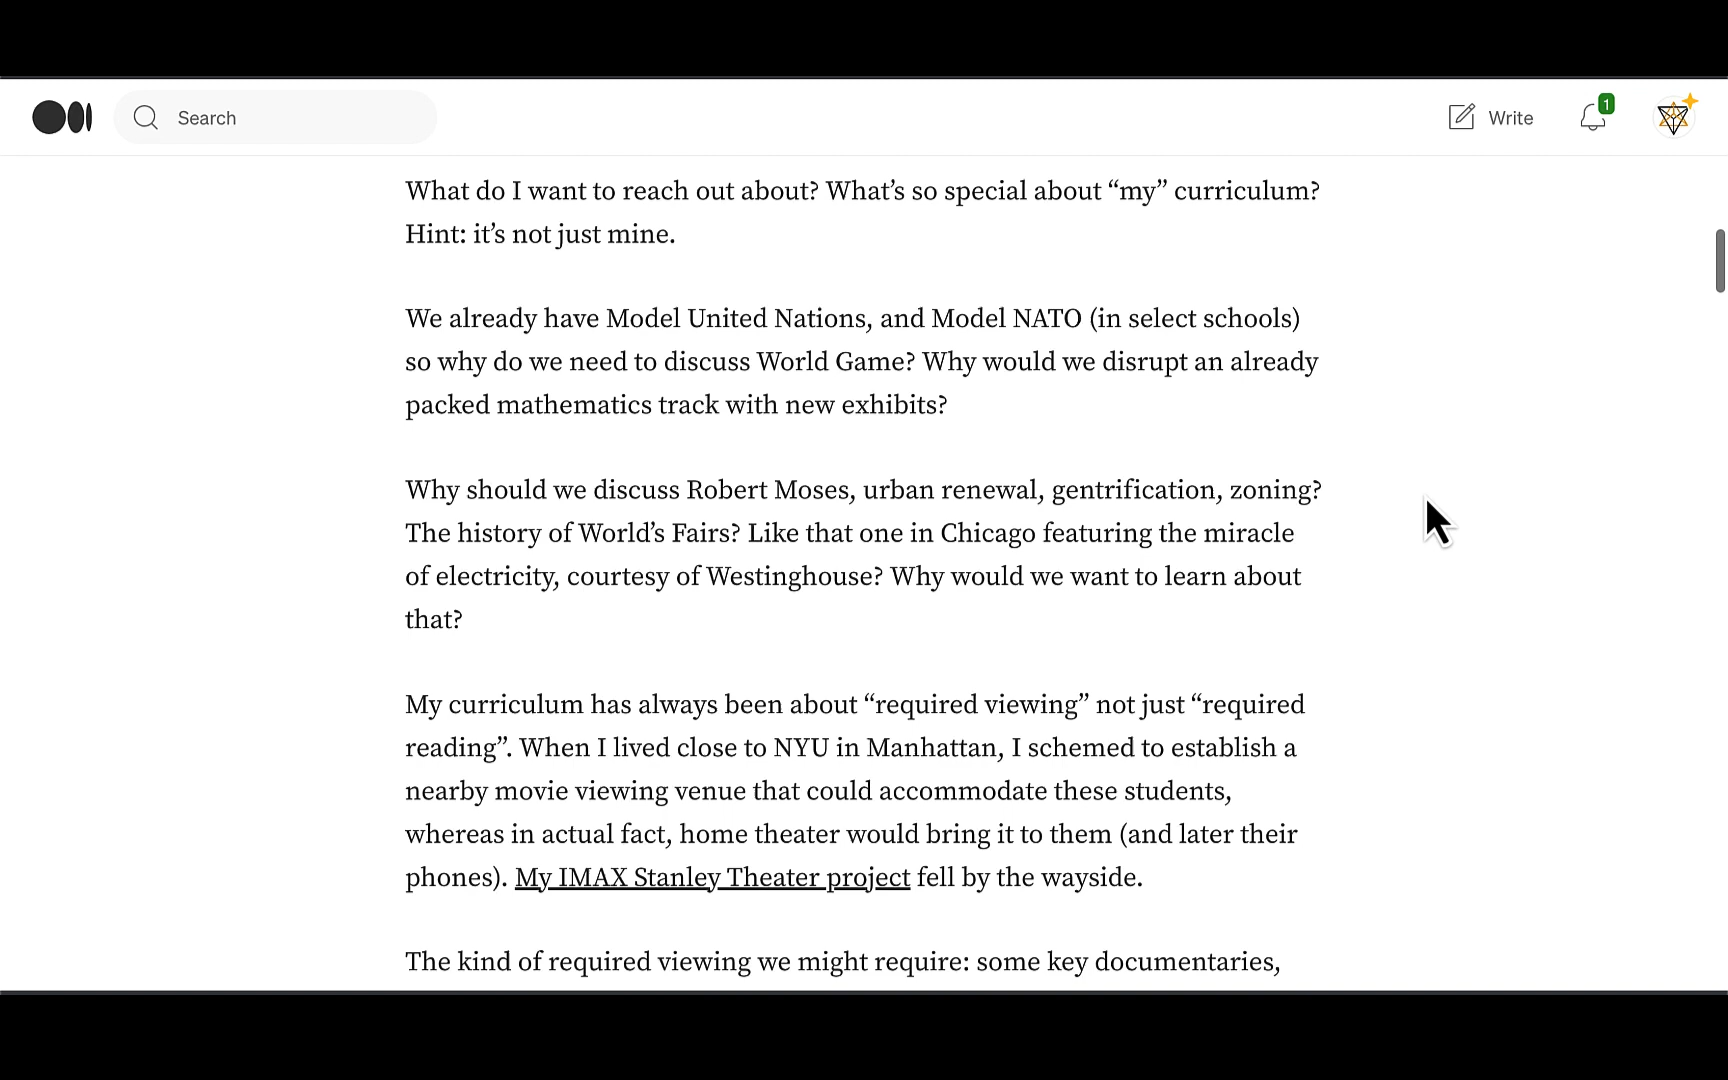 Search
Write
1
What do I want to reach out about? What’s so special about “my” curriculum?
Hint: it’s not just mine.
We already have Model United Nations, and Model NATO (in select schools)
so why do we need to discuss World Game? Why would we disrupt an already
packed mathematics track with new exhibits?
Why should we discuss Robert Moses, urban renewal, gentrification, zoning?
The history of World’s Fairs? Like that one in Chicago featuring the miracle
of electricity, courtesy of Westinghouse? Why would we want to learn about
that?
My curriculum has always been about “required viewing” not just “required
reading”. When I lived close to NYU in Manhattan, I schemed to establish a
nearby movie viewing venue that could accommodate these students,
whereas in actual fact, home theater would bring it to them (and later their
phones). My IMAX Stanley Theater project fell by the wayside.
The kind of required viewing we might require: some key documentaries,